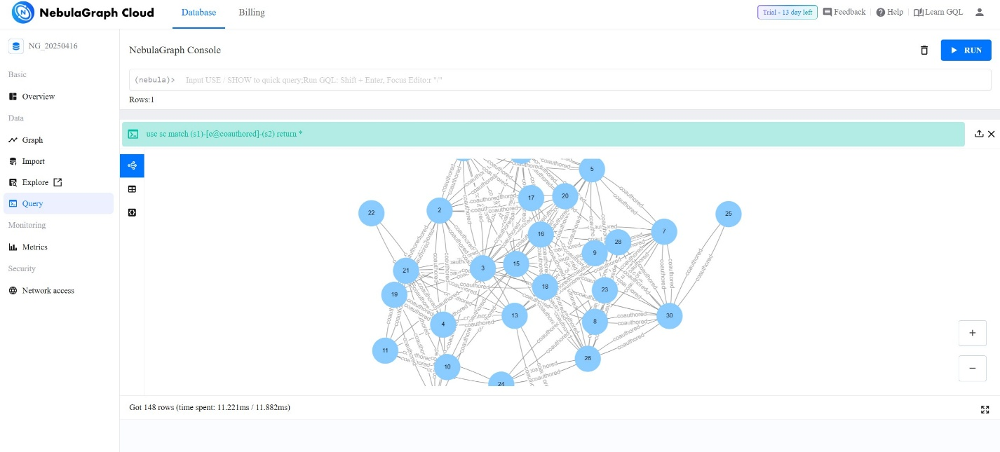 NebulaGraph Cloud
Database
Billing
Trial - 13 day left
Feedback
Help
Learn GQL
NG_20250416
Basic
Overview
Data
Graph
Import
Explore
Query
Monitoring
Metrics
Security
Network access
NebulaGraph Console
RUN
(nebula)> Input USE / SHOW to quick query;Run GQL: Shift + Enter, Focus Editor:r "/"
Rows:1
use sc match (s1)-[e@coauthored]-(s2) return *
5
17
20
22
2
25
7
16
28
9
21
3
15
19
18
23
13
4
8
30
11
10
26
24
coauthored
+
−
Got 148 rows (time spent: 11.221ms / 11.882ms)